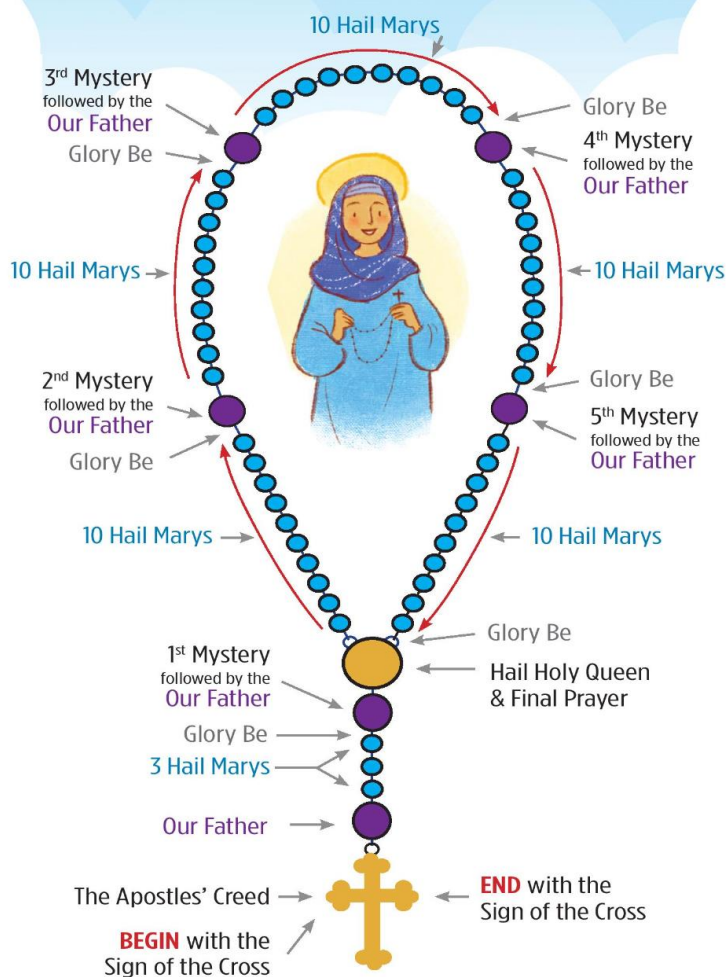 10 Hail Marys
3rd Mystery
followed by the
Our Father
Glory Be
Glory Be
4th Mystery
followed by the
Our Father
10 Hail Marys
10 Hail Marys
2nd Mystery
followed by the
Our Father
Glory Be
Glory Be
5th Mystery
followed by the
Our Father
10 Hail Marys
10 Hail Marys
Glory Be
1st Mystery
followed by the
Our Father
Hail Holy Queen
& Final Prayer
Glory Be
3 Hail Marys
Our Father
The Apostles' Creed
END with the
Sign of the Cross
BEGIN with the
Sign of the Cross